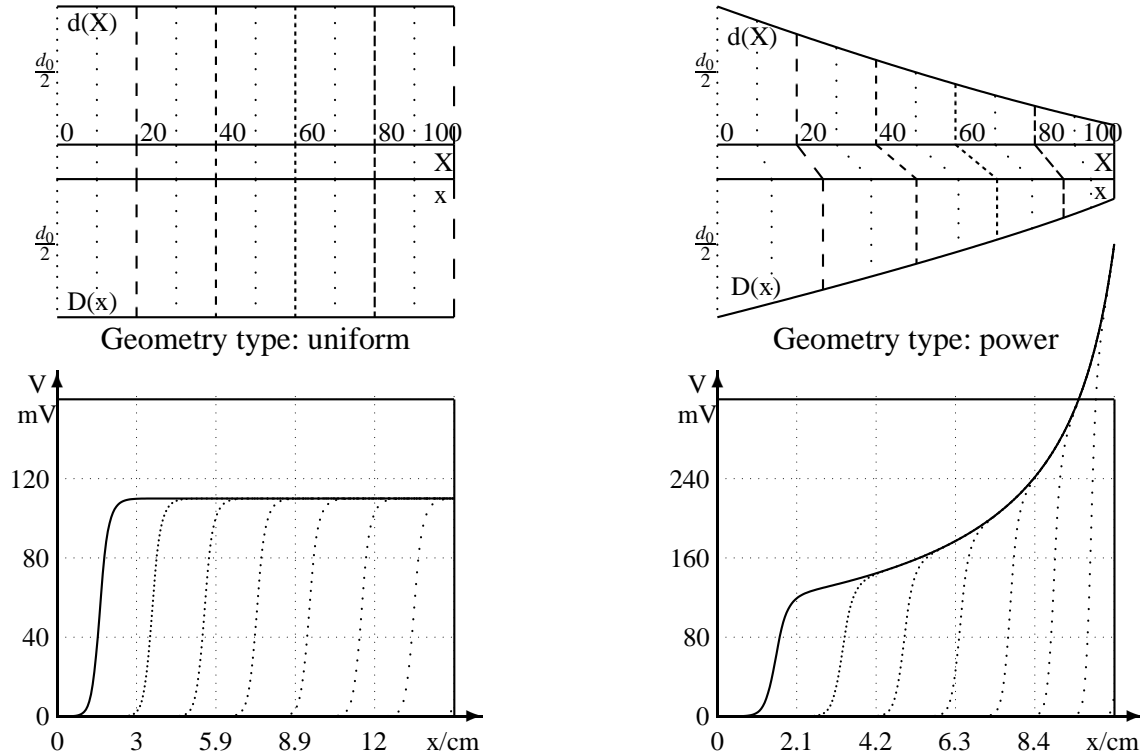 d(X)
d0/2
0 20 40 60 80 100
X
x
d0/2
D(x)
Geometry type: uniform
V
mV
120
80
40
0
0 3 5.9 8.9 12 x/cm
d(X)
d0/2
0 20 40 60 80 100
X
x
d0/2
D(x)
Geometry type: power
V
mV
240
160
80
0
0 2.1 4.2 6.3 8.4 x/cm